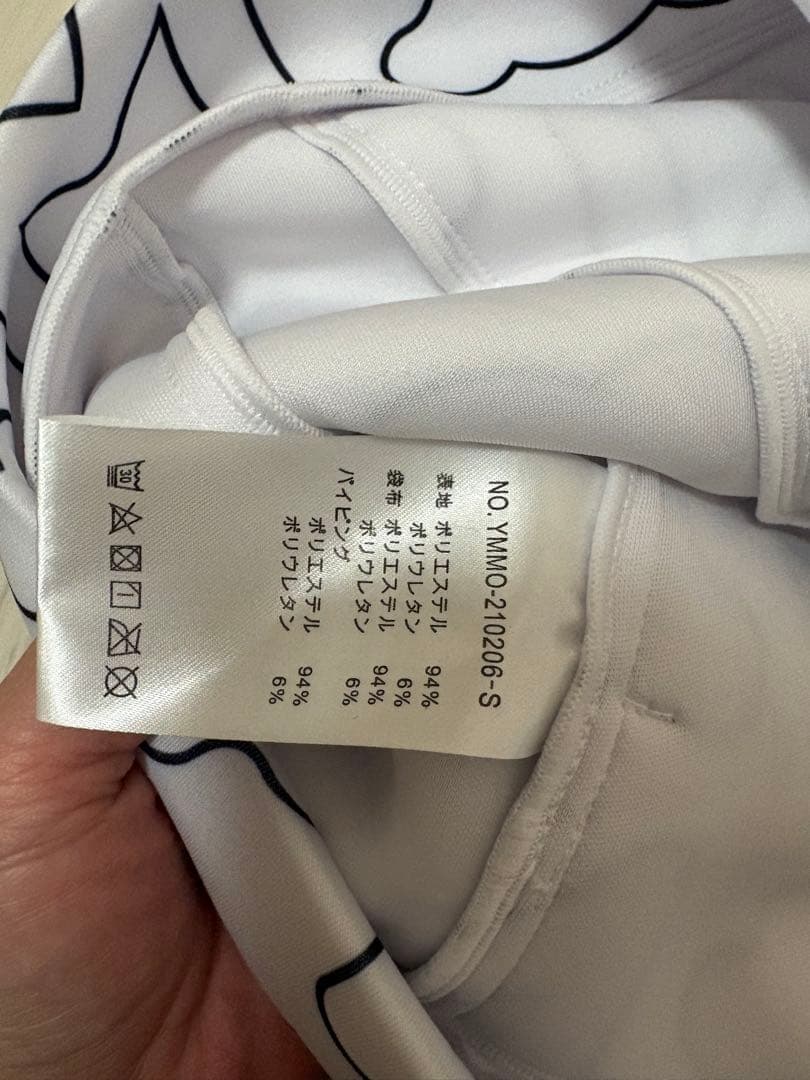 NO. YMMO-210206-S
表地 ポリエステル 94%
ポリウレタン 6%
袋布 ポリエステル 94%
ポリウレタン 6%
パイピング
ポリエステル 94%
ポリウレタン 6%
30